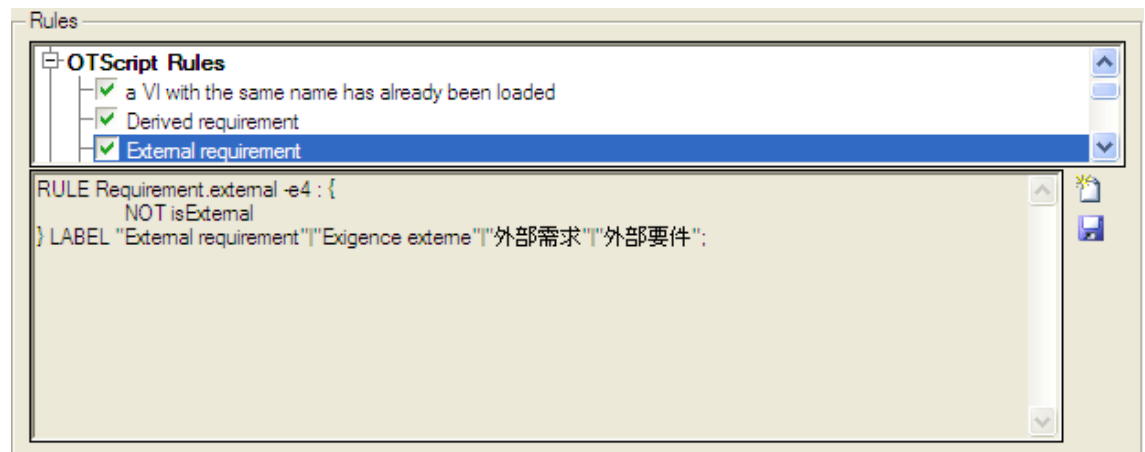 Rules
OTScript Rules
a VI with the same name has already been loaded
Derived requirement
External requirement
RULE Requirement.external -e4 : {
NOT isExternal
} LABEL "External requirement"|"Exigence externe"|"外部需求"|"外部要件";